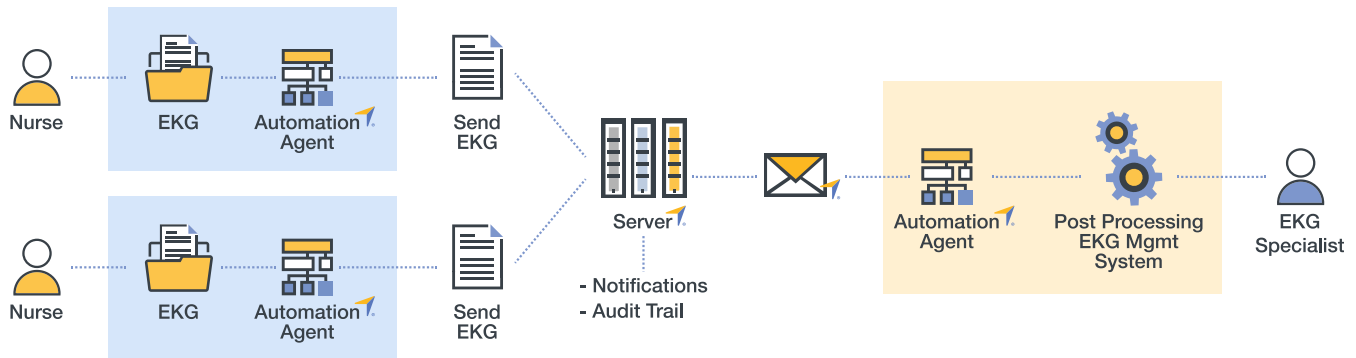 Nurse
EKG
Automation
Agent
Send
EKG
Nurse
EKG
Automation
Agent
Send
EKG
Server
- Notifications
- Audit Trail
Automation
Agent
Post Processing
EKG Mgmt
System
EKG
Specialist